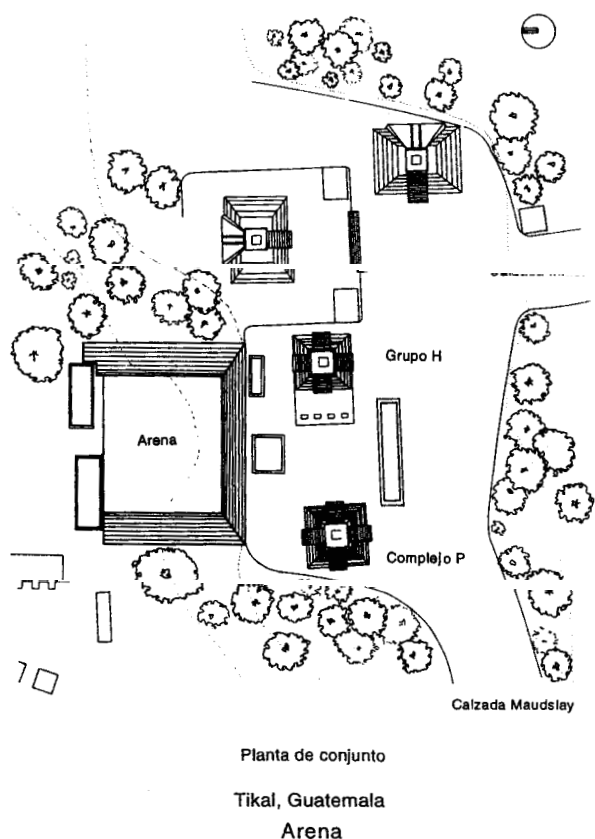 Grupo H
Arena
Complejo P
Calzada Maudslay
Planta de conjunto
Tikal, Guatemala
Arena